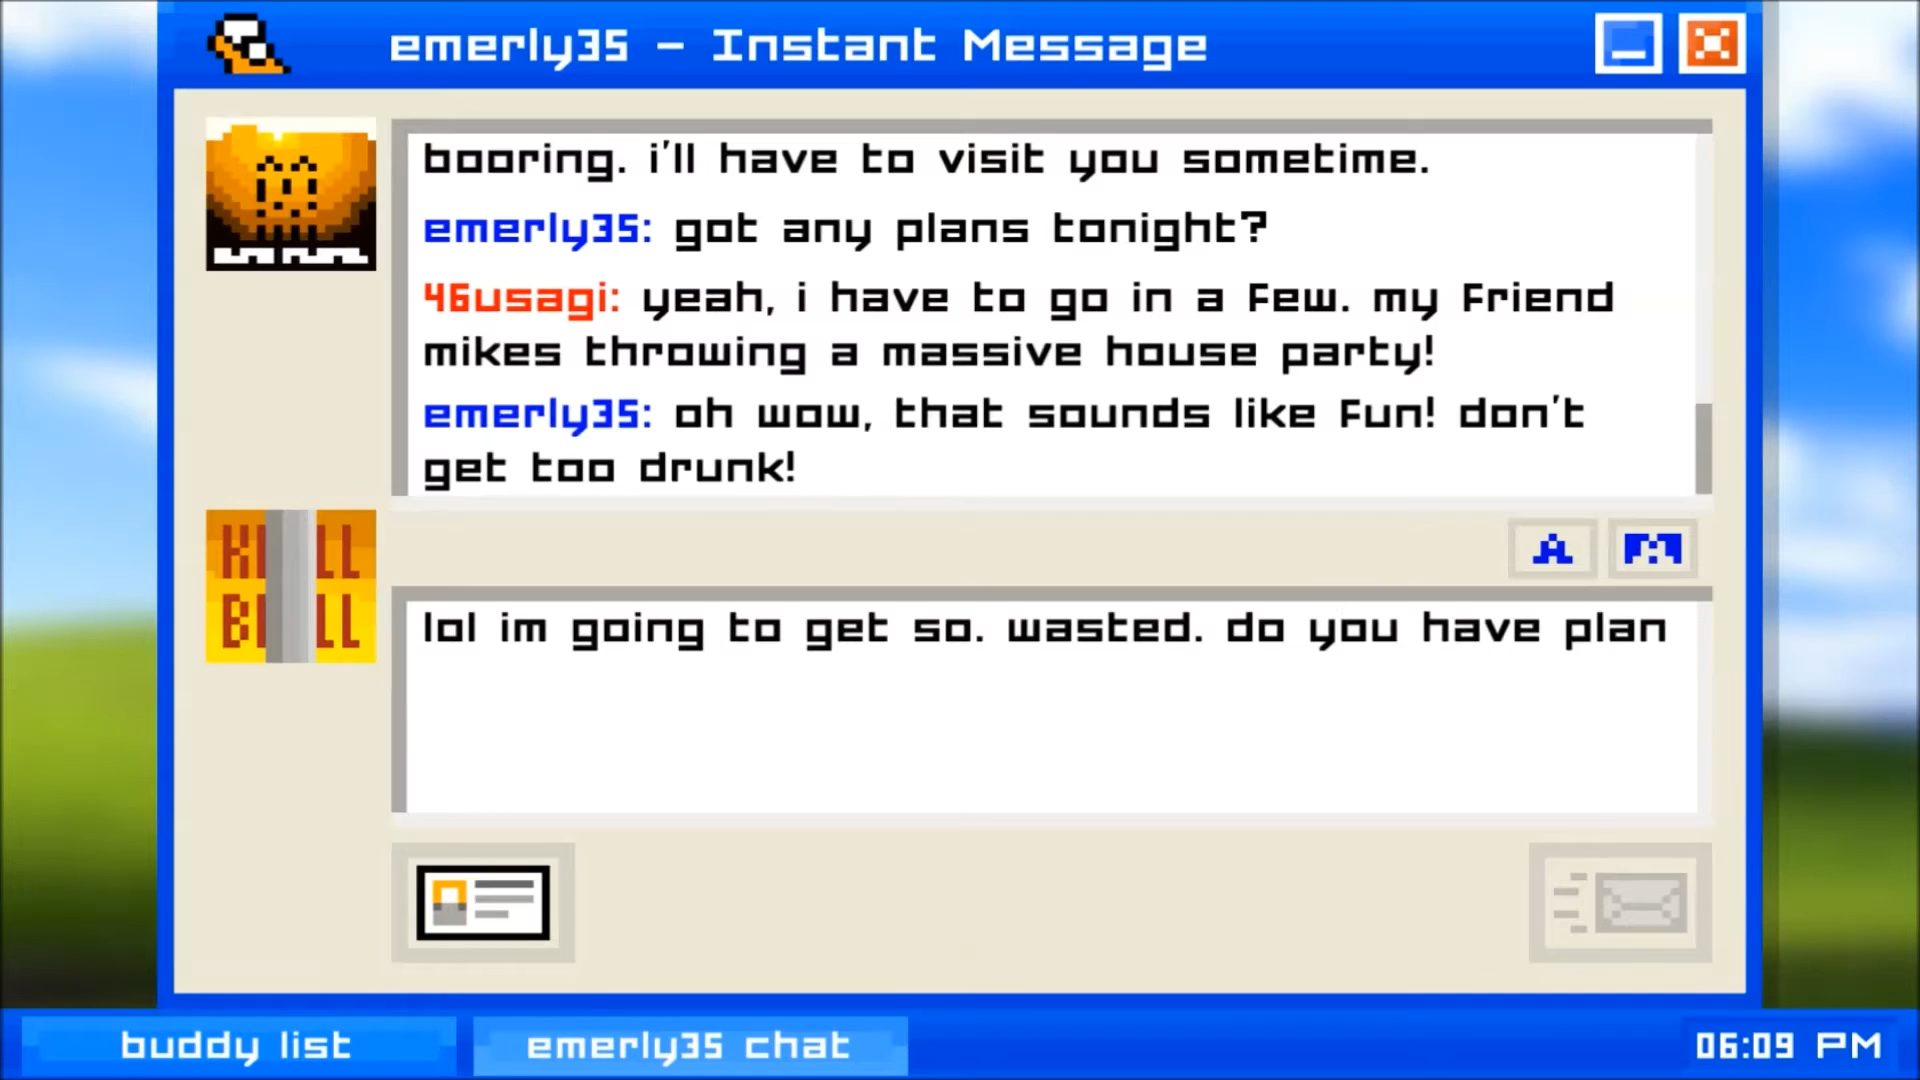 emerly35 - Instant Message
booring. i'll have to visit you sometime.
emerly35: got any plans tonight?
46usagi: yeah, i have to go in a few. my friend
mikes throwing a massive house party!
emerly35: oh wow, that sounds like fun! don't
get too drunk!
KILL
BILL
A
lol im going to get so. wasted. do you have plan
buddy list
emerly35 chat
06:09 PM